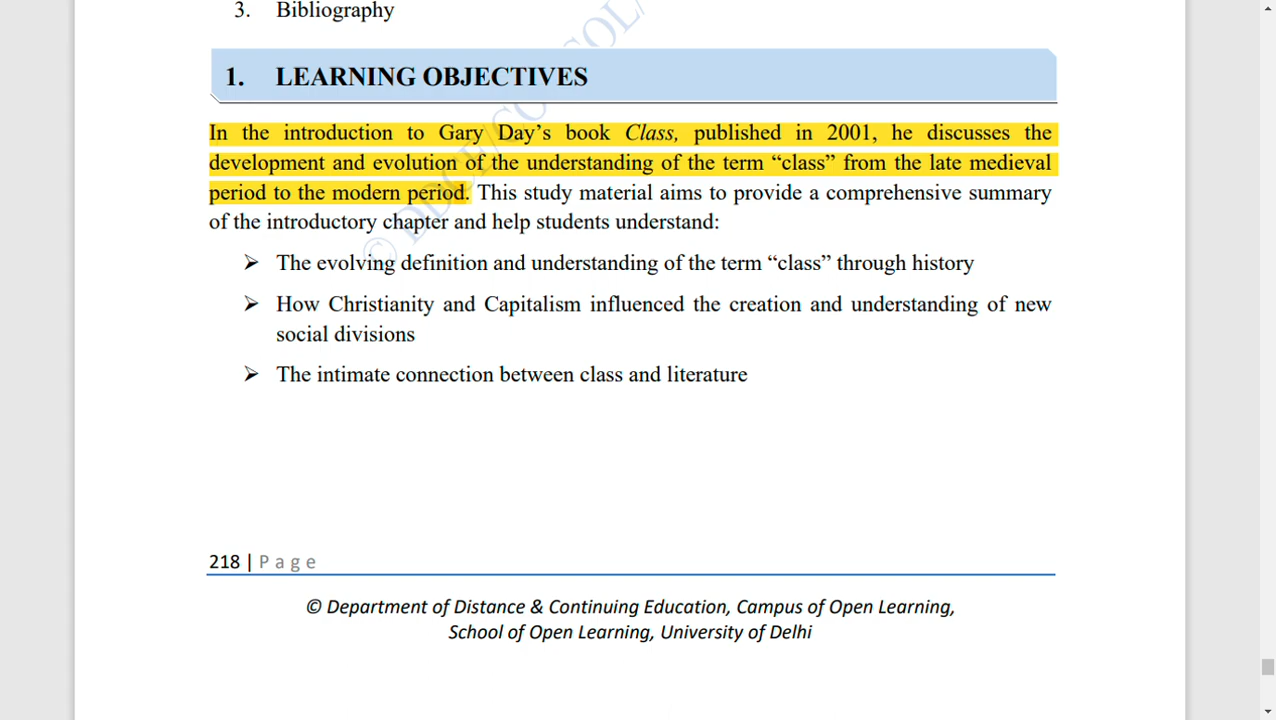 3. Bibliography
1. LEARNING OBJECTIVES
In the introduction to Gary Day’s book Class, published in 2001, he discusses the
development and evolution of the understanding of the term “class” from the late medieval
period to the modern period. This study material aims to provide a comprehensive summary
of the introductory chapter and help students understand:
➢ The evolving definition and understanding of the term “class” through history
➢ How Christianity and Capitalism influenced the creation and understanding of new
social divisions
➢ The intimate connection between class and literature
218 | P a g e
© Department of Distance & Continuing Education, Campus of Open Learning,
School of Open Learning, University of Delhi